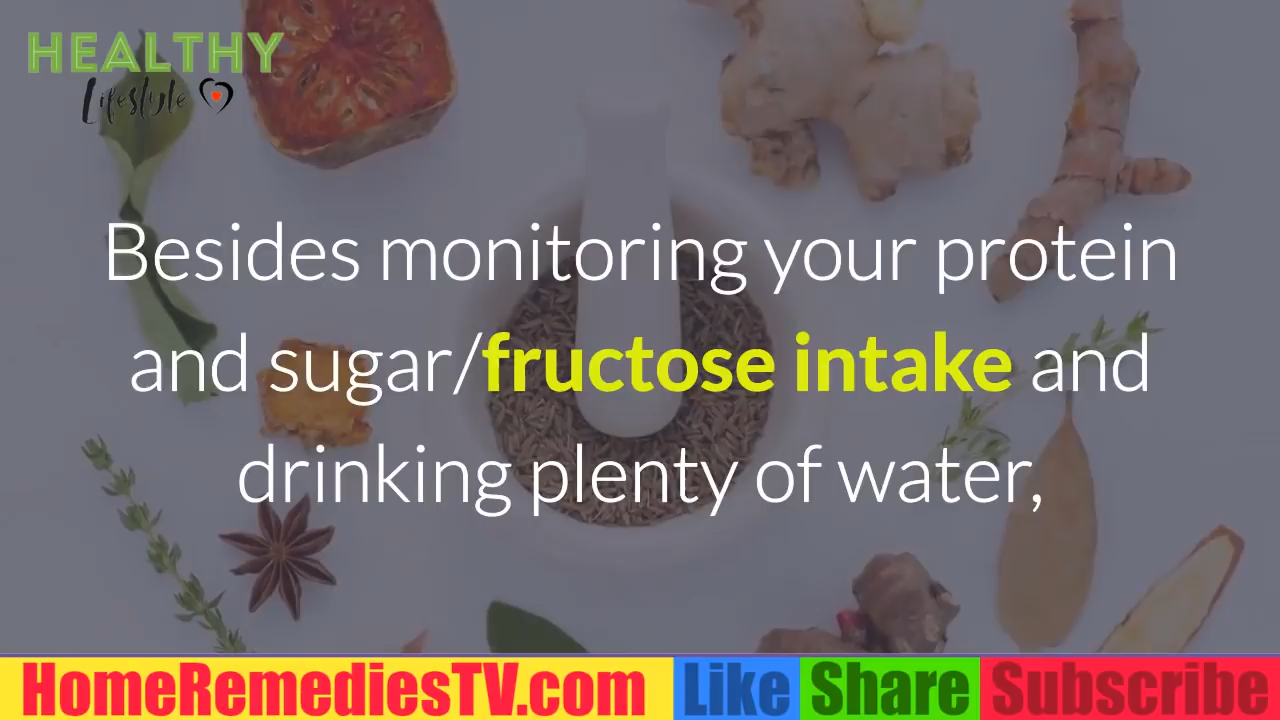 HEALTHY
Lifestyle
Besides monitoring your protein
and sugar/fructose intake and
drinking plenty of water,
HomeRemediesTV.com Like Share Subscribe